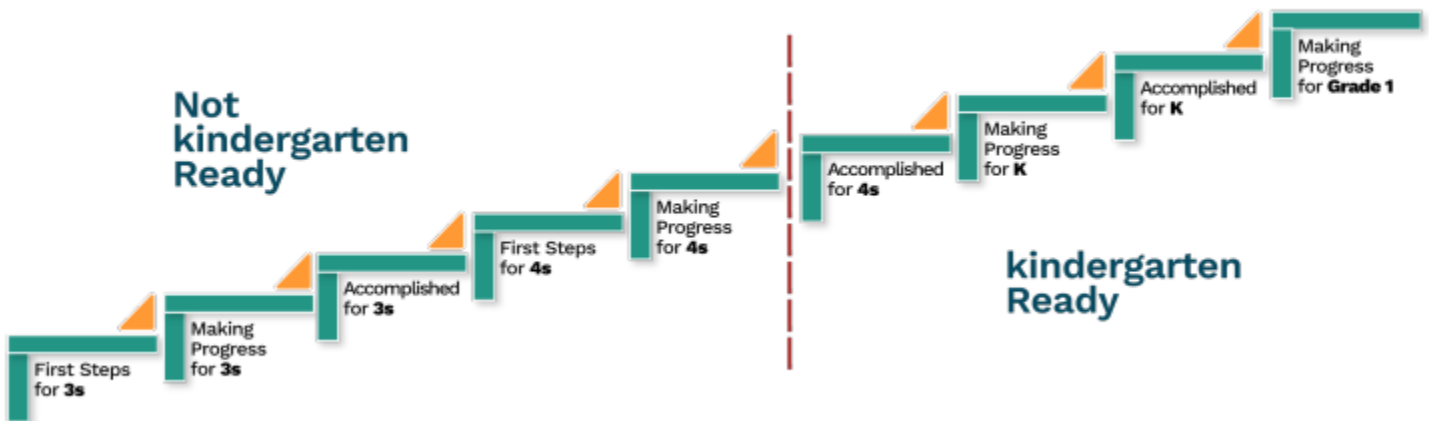 Not
kindergarten
Ready
First Steps
for 3s
Making
Progress
for 3s
Accomplished
for 3s
First Steps
for 4s
Making
Progress
for 4s
Accomplished
for 4s
Making
Progress
for K
Accomplished
for K
Making
Progress
for Grade 1
kindergarten
Ready